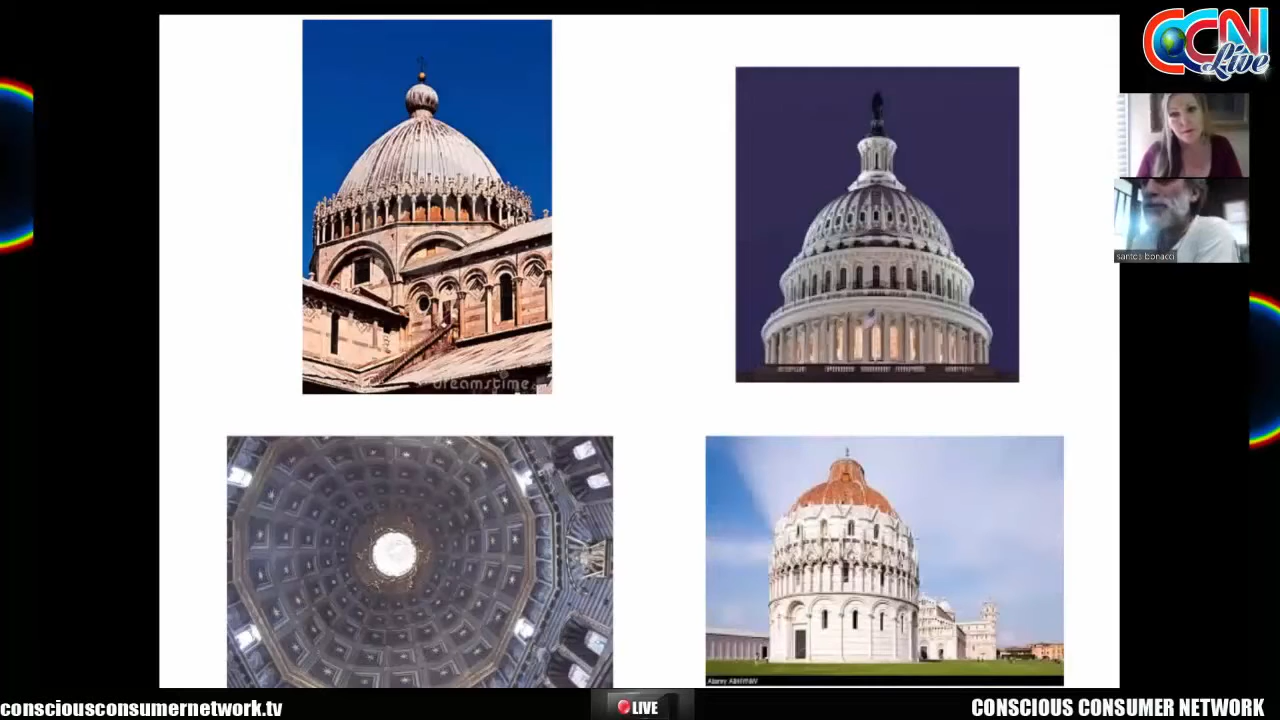 CCN
Live
santos bonacci
dreamstime
consciousconsumernetwork.tv
LIVE
CONSCIOUS CONSUMER NETWORK